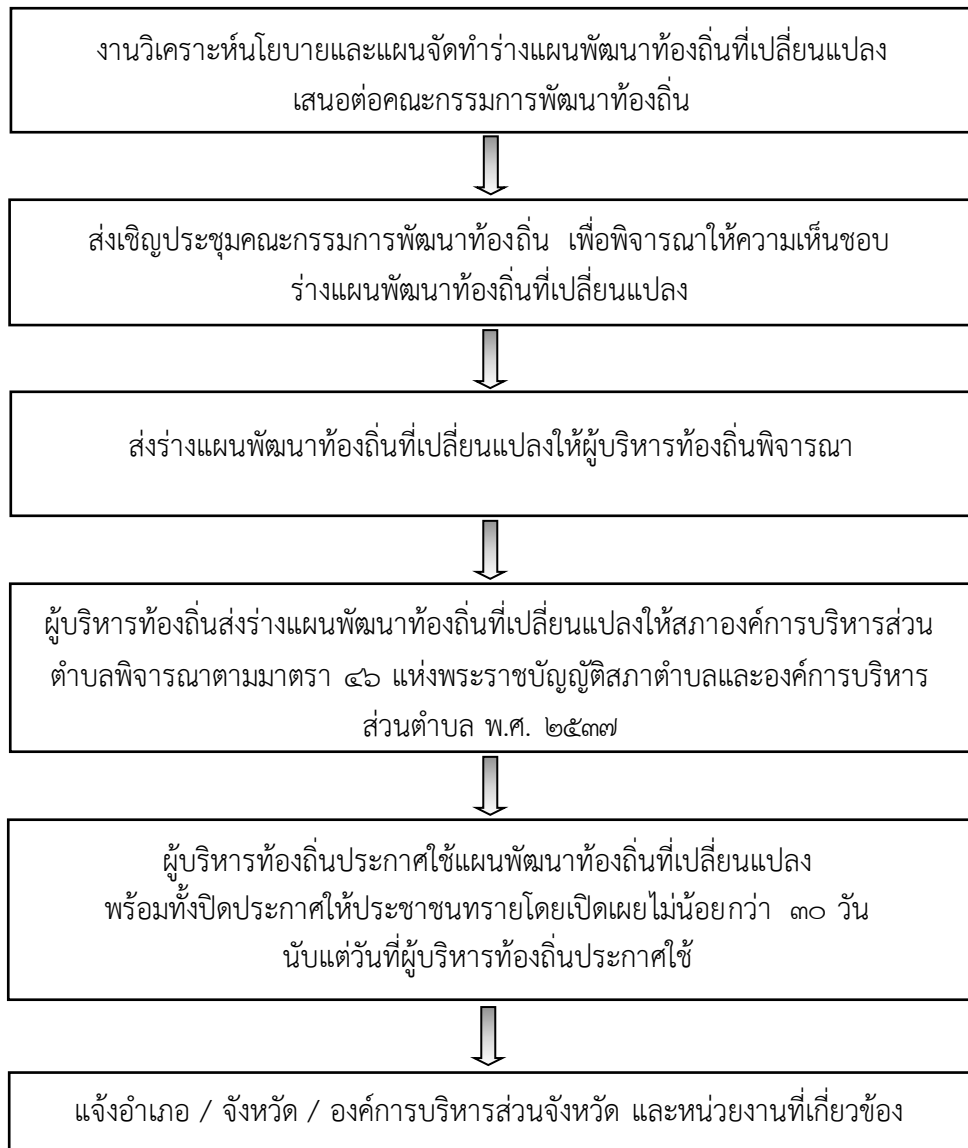 งานวิเคราะห์นโยบายและแผนจัดทำร่างแผนพัฒนาท้องถิ่นที่เปลี่ยนแปลง
เสนอต่อคณะกรรมการพัฒนาท้องถิ่น
ส่งเชิญประชุมคณะกรรมการพัฒนาท้องถิ่น เพื่อพิจารณาให้ความเห็นชอบ
ร่างแผนพัฒนาท้องถิ่นที่เปลี่ยนแปลง
ส่งร่างแผนพัฒนาท้องถิ่นที่เปลี่ยนแปลงให้ผู้บริหารท้องถิ่นพิจารณา
ผู้บริหารท้องถิ่นส่งร่างแผนพัฒนาท้องถิ่นที่เปลี่ยนแปลงให้สภาองค์การบริหารส่วน
ตำบลพิจารณาตามมาตรา ๔๖ แห่งพระราชบัญญัติสภาตำบลและองค์การบริหาร
ส่วนตำบล พ.ศ. ๒๕๓๗
ผู้บริหารท้องถิ่นประกาศใช้แผนพัฒนาท้องถิ่นที่เปลี่ยนแปลง
พร้อมทั้งปิดประกาศให้ประชาชนทรายโดยเปิดเผยไม่น้อยกว่า ๓๐ วัน
นับแต่วันที่ผู้บริหารท้องถิ่นประกาศใช้
แจ้งอำเภอ / จังหวัด / องค์การบริหารส่วนจังหวัด และหน่วยงานที่เกี่ยวข้อง